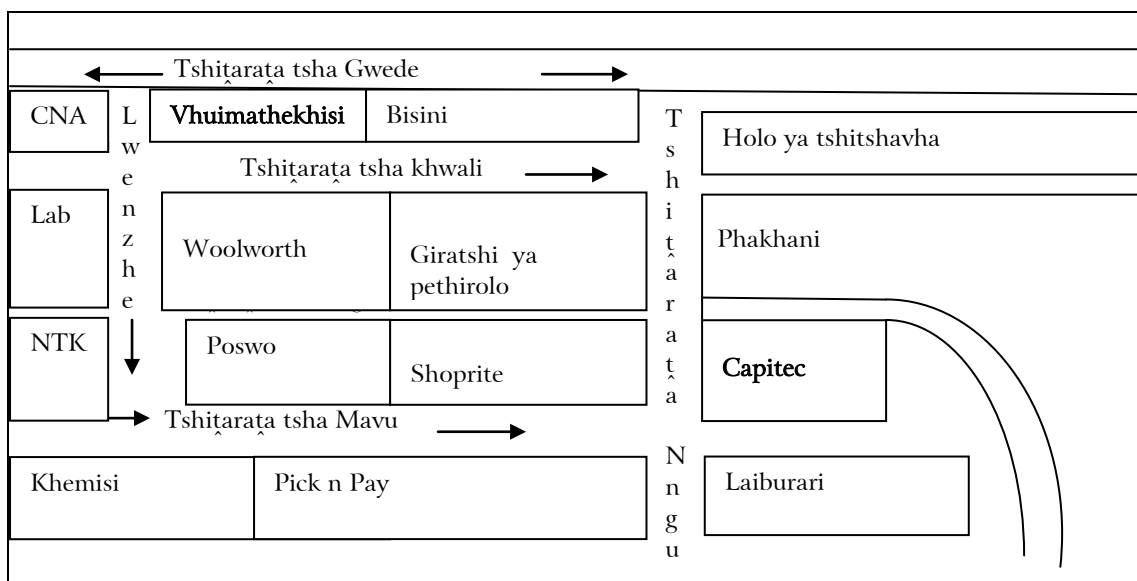 Tshiṱaraṱa tsha Gwede
CNA
Lwenzhe
Vhuimathekhisi
Bisini
Tshiṱaraṱa Nngu
Holo ya tshitshavha
Tshiṱaraṱa tsha khwali
Lab
Woolworth
Giratshi ya
pethirolo
Phakhani
NTK
Poswo
Shoprite
Capitec
Tshiṱaraṱa tsha Mavu
Khemisi
Pick n Pay
Laiburari